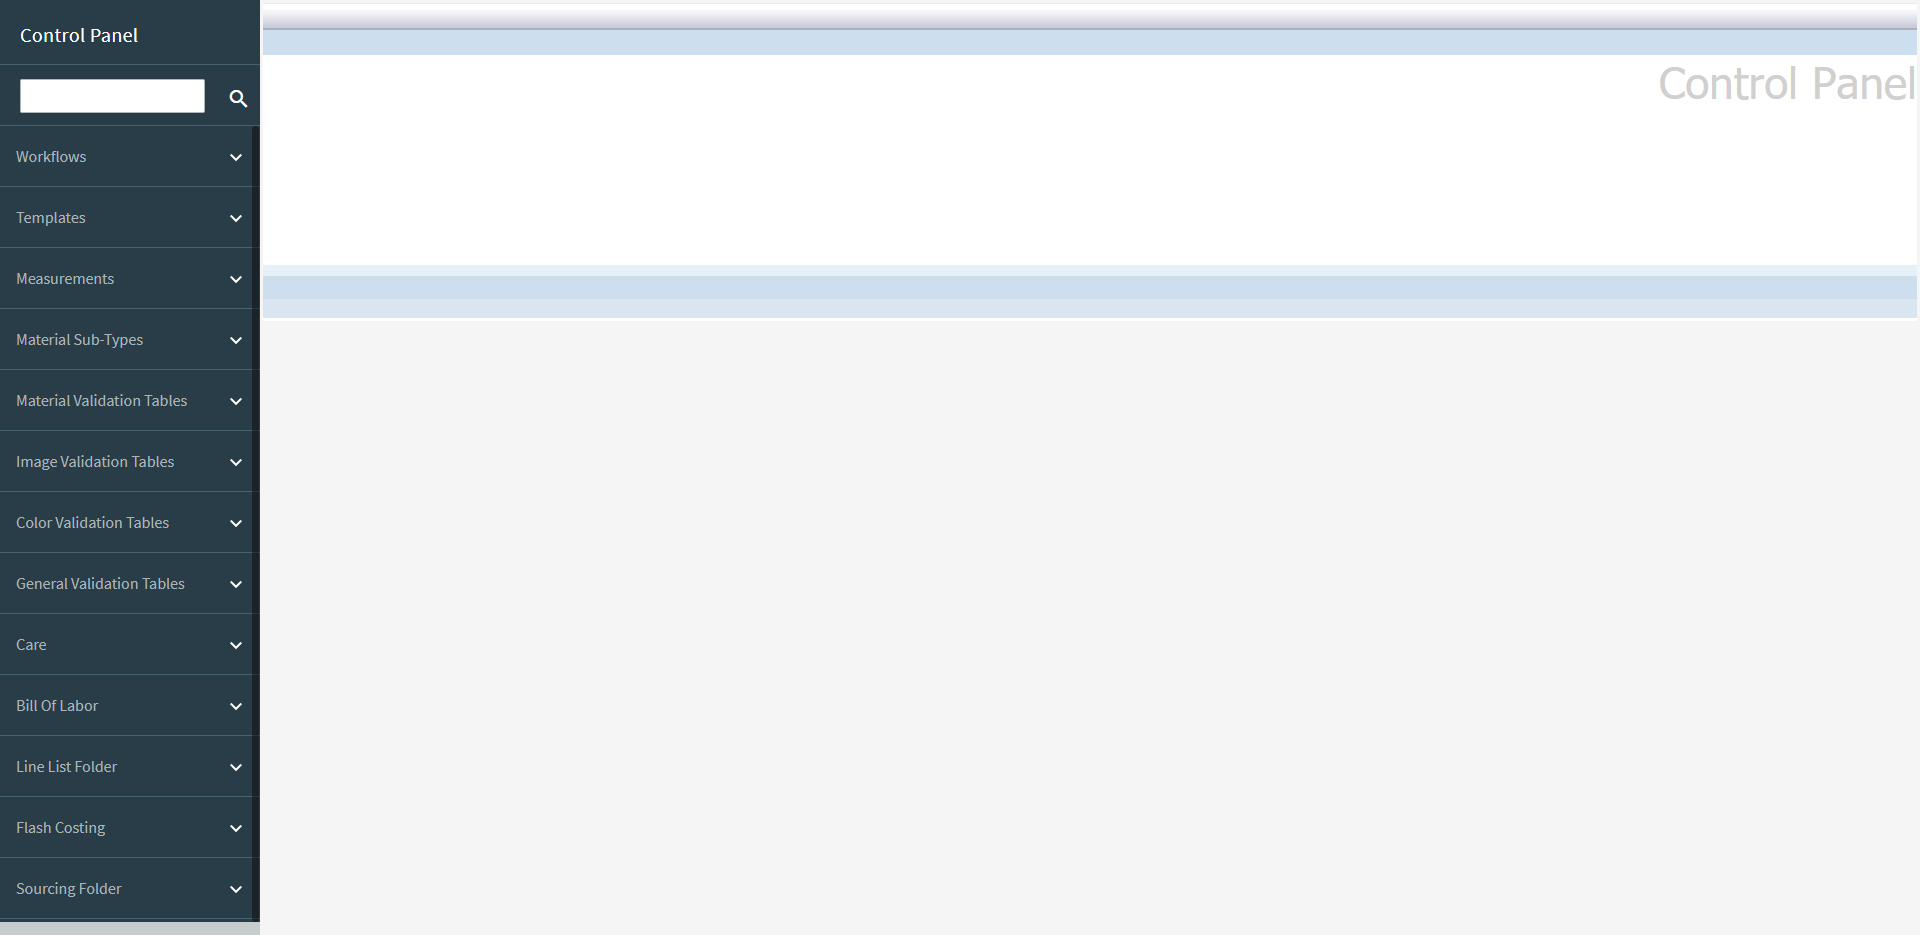 Control Panel
Control Panel
Workflows
Templates
Measurements
Material Sub-Types
Material Validation Tables
Image Validation Tables
Color Validation Tables
General Validation Tables
Care
Bill Of Labor
Line List Folder
Flash Costing
Sourcing Folder